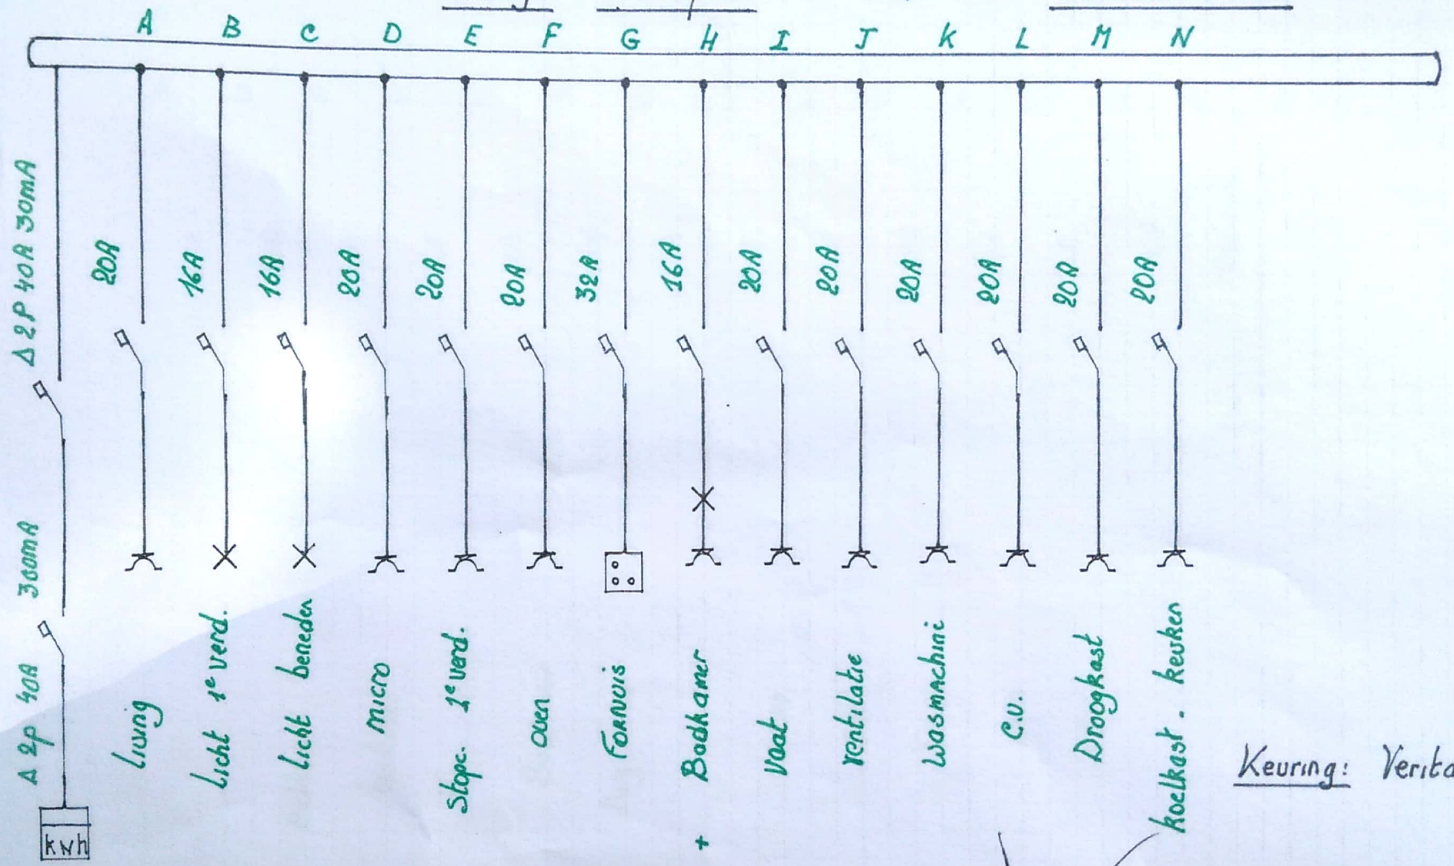 A B C D E F G H I J K L M N
Δ 2P 40A 30mA
20A
16A
16A
20A
20A
20A
32A
16A
20A
20A
20A
20A
20A
20A
Δ 2p 40A 300mA
Living
Licht 1e verd.
Licht beneden
micro
Stopc. 1e verd.
oven
Fornuis
Badkamer +
Vaat
Ventilatie
Wasmachini
C.V.
Droogkast
koelkast. keuken
kWh
Keuring: Verita